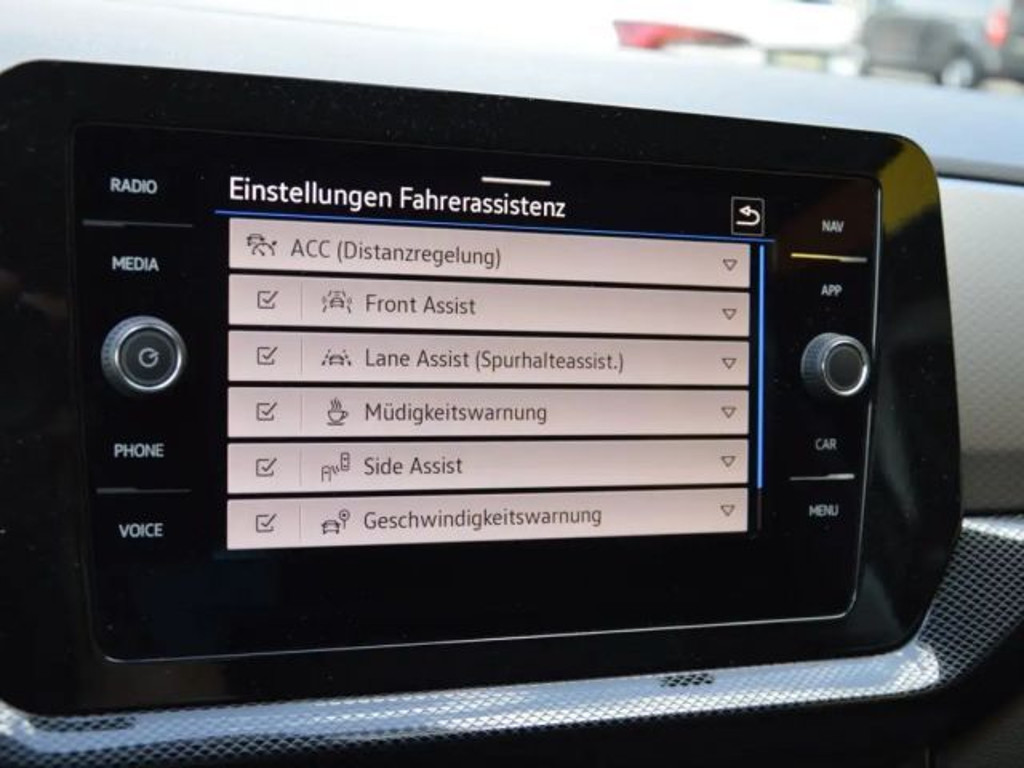 RADIO
MEDIA
PHONE
VOICE
Einstellungen Fahrerassistenz
ACC (Distanzregelung)
Front Assist
Lane Assist (Spurhalteassist.)
Müdigkeitswarnung
Side Assist
Geschwindigkeitswarnung
NAV
APP
CAR
MENU